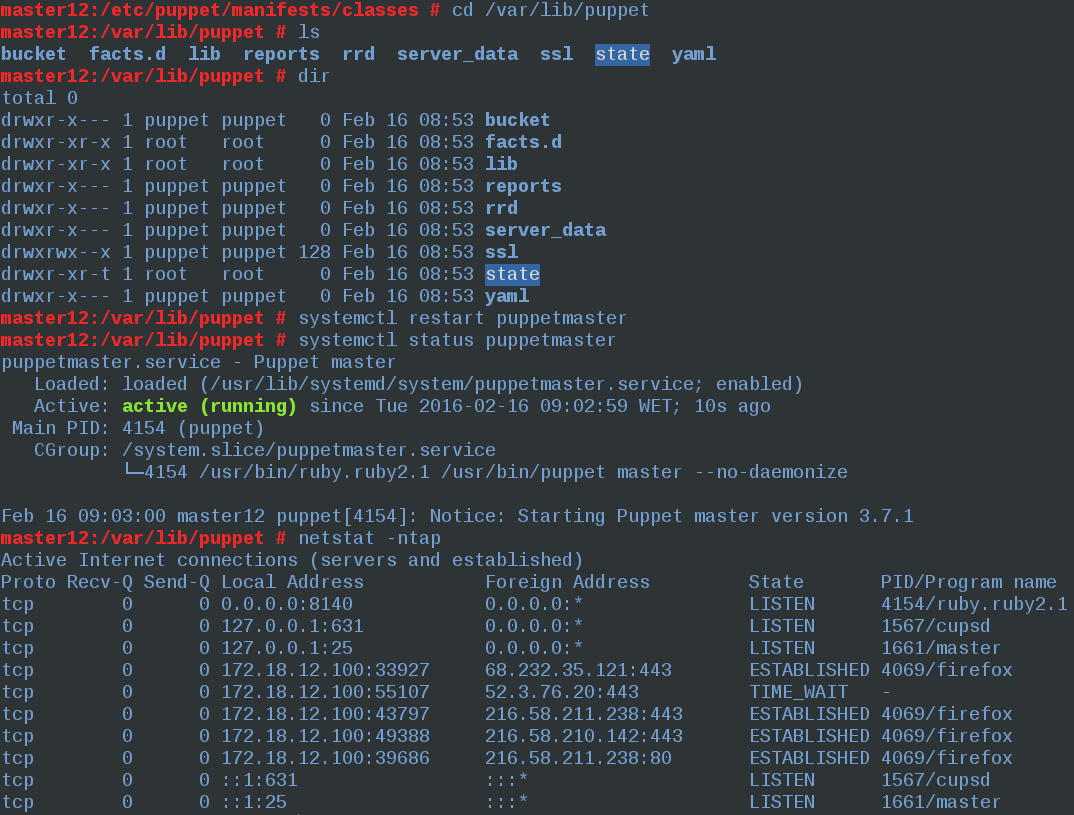 master12:/etc/puppet/manifests/classes # cd /var/lib/puppet
master12:/var/lib/puppet # ls
bucket  facts.d  lib  reports  rrd  server_data  ssl  state  yaml
master12:/var/lib/puppet # dir
total 0
drwxr-x--- 1 puppet puppet   0 Feb 16 08:53 bucket
drwxr-xr-x 1 root   root     0 Feb 16 08:53 facts.d
drwxr-xr-x 1 root   root     0 Feb 16 08:53 lib
drwxr-x--- 1 puppet puppet   0 Feb 16 08:53 reports
drwxr-x--- 1 puppet puppet   0 Feb 16 08:53 rrd
drwxr-x--- 1 puppet puppet   0 Feb 16 08:53 server_data
drwxrwx--x 1 puppet puppet 128 Feb 16 08:53 ssl
drwxr-xr-t 1 root   root     0 Feb 16 08:53 state
drwxr-x--- 1 puppet puppet   0 Feb 16 08:53 yaml
master12:/var/lib/puppet # systemctl restart puppetmaster
master12:/var/lib/puppet # systemctl status puppetmaster
puppetmaster.service - Puppet master
   Loaded: loaded (/usr/lib/systemd/system/puppetmaster.service; enabled)
   Active: active (running) since Tue 2016-02-16 09:02:59 WET; 10s ago
 Main PID: 4154 (puppet)
   CGroup: /system.slice/puppetmaster.service
           └─4154 /usr/bin/ruby.ruby2.1 /usr/bin/puppet master --no-daemonize

Feb 16 09:03:00 master12 puppet[4154]: Notice: Starting Puppet master version 3.7.1
master12:/var/lib/puppet # netstat -ntap
Active Internet connections (servers and established)
Proto Recv-Q Send-Q Local Address           Foreign Address         State       PID/Program name
tcp        0      0 0.0.0.0:8140            0.0.0.0:*               LISTEN      4154/ruby.ruby2.1
tcp        0      0 127.0.0.1:631           0.0.0.0:*               LISTEN      1567/cupsd
tcp        0      0 127.0.0.1:25            0.0.0.0:*               LISTEN      1661/master
tcp        0      0 172.18.12.100:33927     68.232.35.121:443       ESTABLISHED 4069/firefox
tcp        0      0 172.18.12.100:55107     52.3.76.20:443          TIME_WAIT   -
tcp        0      0 172.18.12.100:43797     216.58.211.238:443      ESTABLISHED 4069/firefox
tcp        0      0 172.18.12.100:49388     216.58.210.142:443      ESTABLISHED 4069/firefox
tcp        0      0 172.18.12.100:39686     216.58.211.238:80       ESTABLISHED 4069/firefox
tcp        0      0 ::1:631                 :::*                    LISTEN      1567/cupsd
tcp        0      0 ::1:25                  :::*                    LISTEN      1661/master